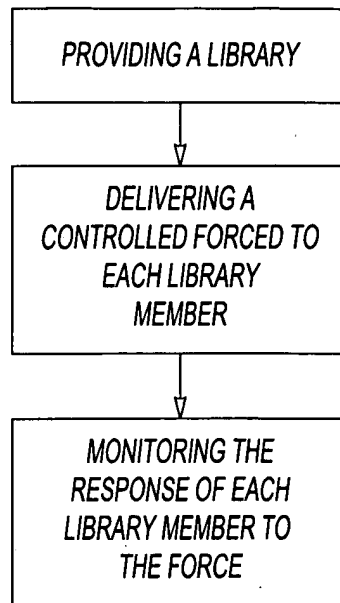 PROVIDING A LIBRARY
DELIVERING A
CONTROLLED FORCED TO
EACH LIBRARY
MEMBER
MONITORING THE
RESPONSE OF EACH
LIBRARY MEMBER TO
THE FORCE